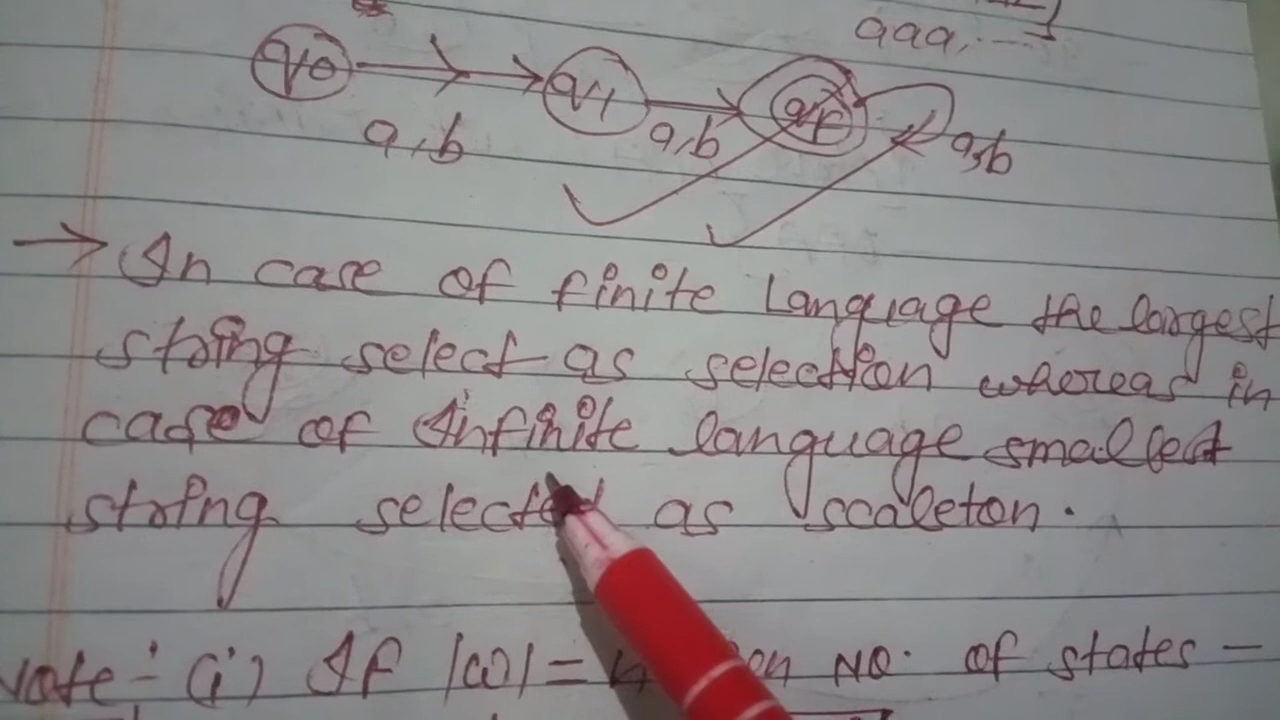 aaa, ....}
q0 q1 qf
a,b a,b a,b
→ In case of finite Language the largest
string select as selection whereas in
case of Infinite language smallest
string selected as scaleton.
Note :- (i) If |ω| = n on NO. of states -